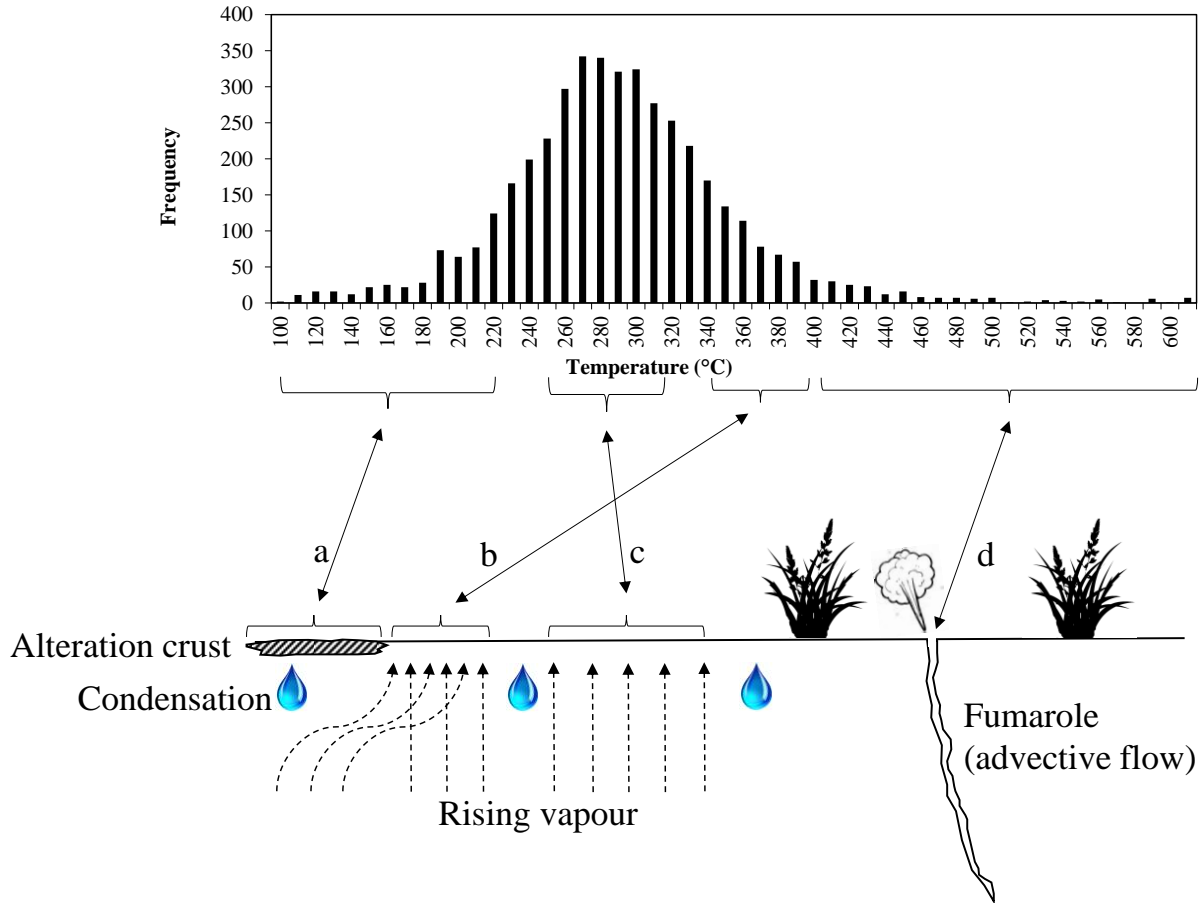 400
350
300
250
200
150
100
50
0
Frequency
100 120 140 160 180 200 220 240 260 280 300 320 340 360 380 400 420 440 460 480 500 520 540 560 580 600
Temperature (°C)
a b c d
Alteration crust
Condensation
Fumarole
(advective flow)
Rising vapour